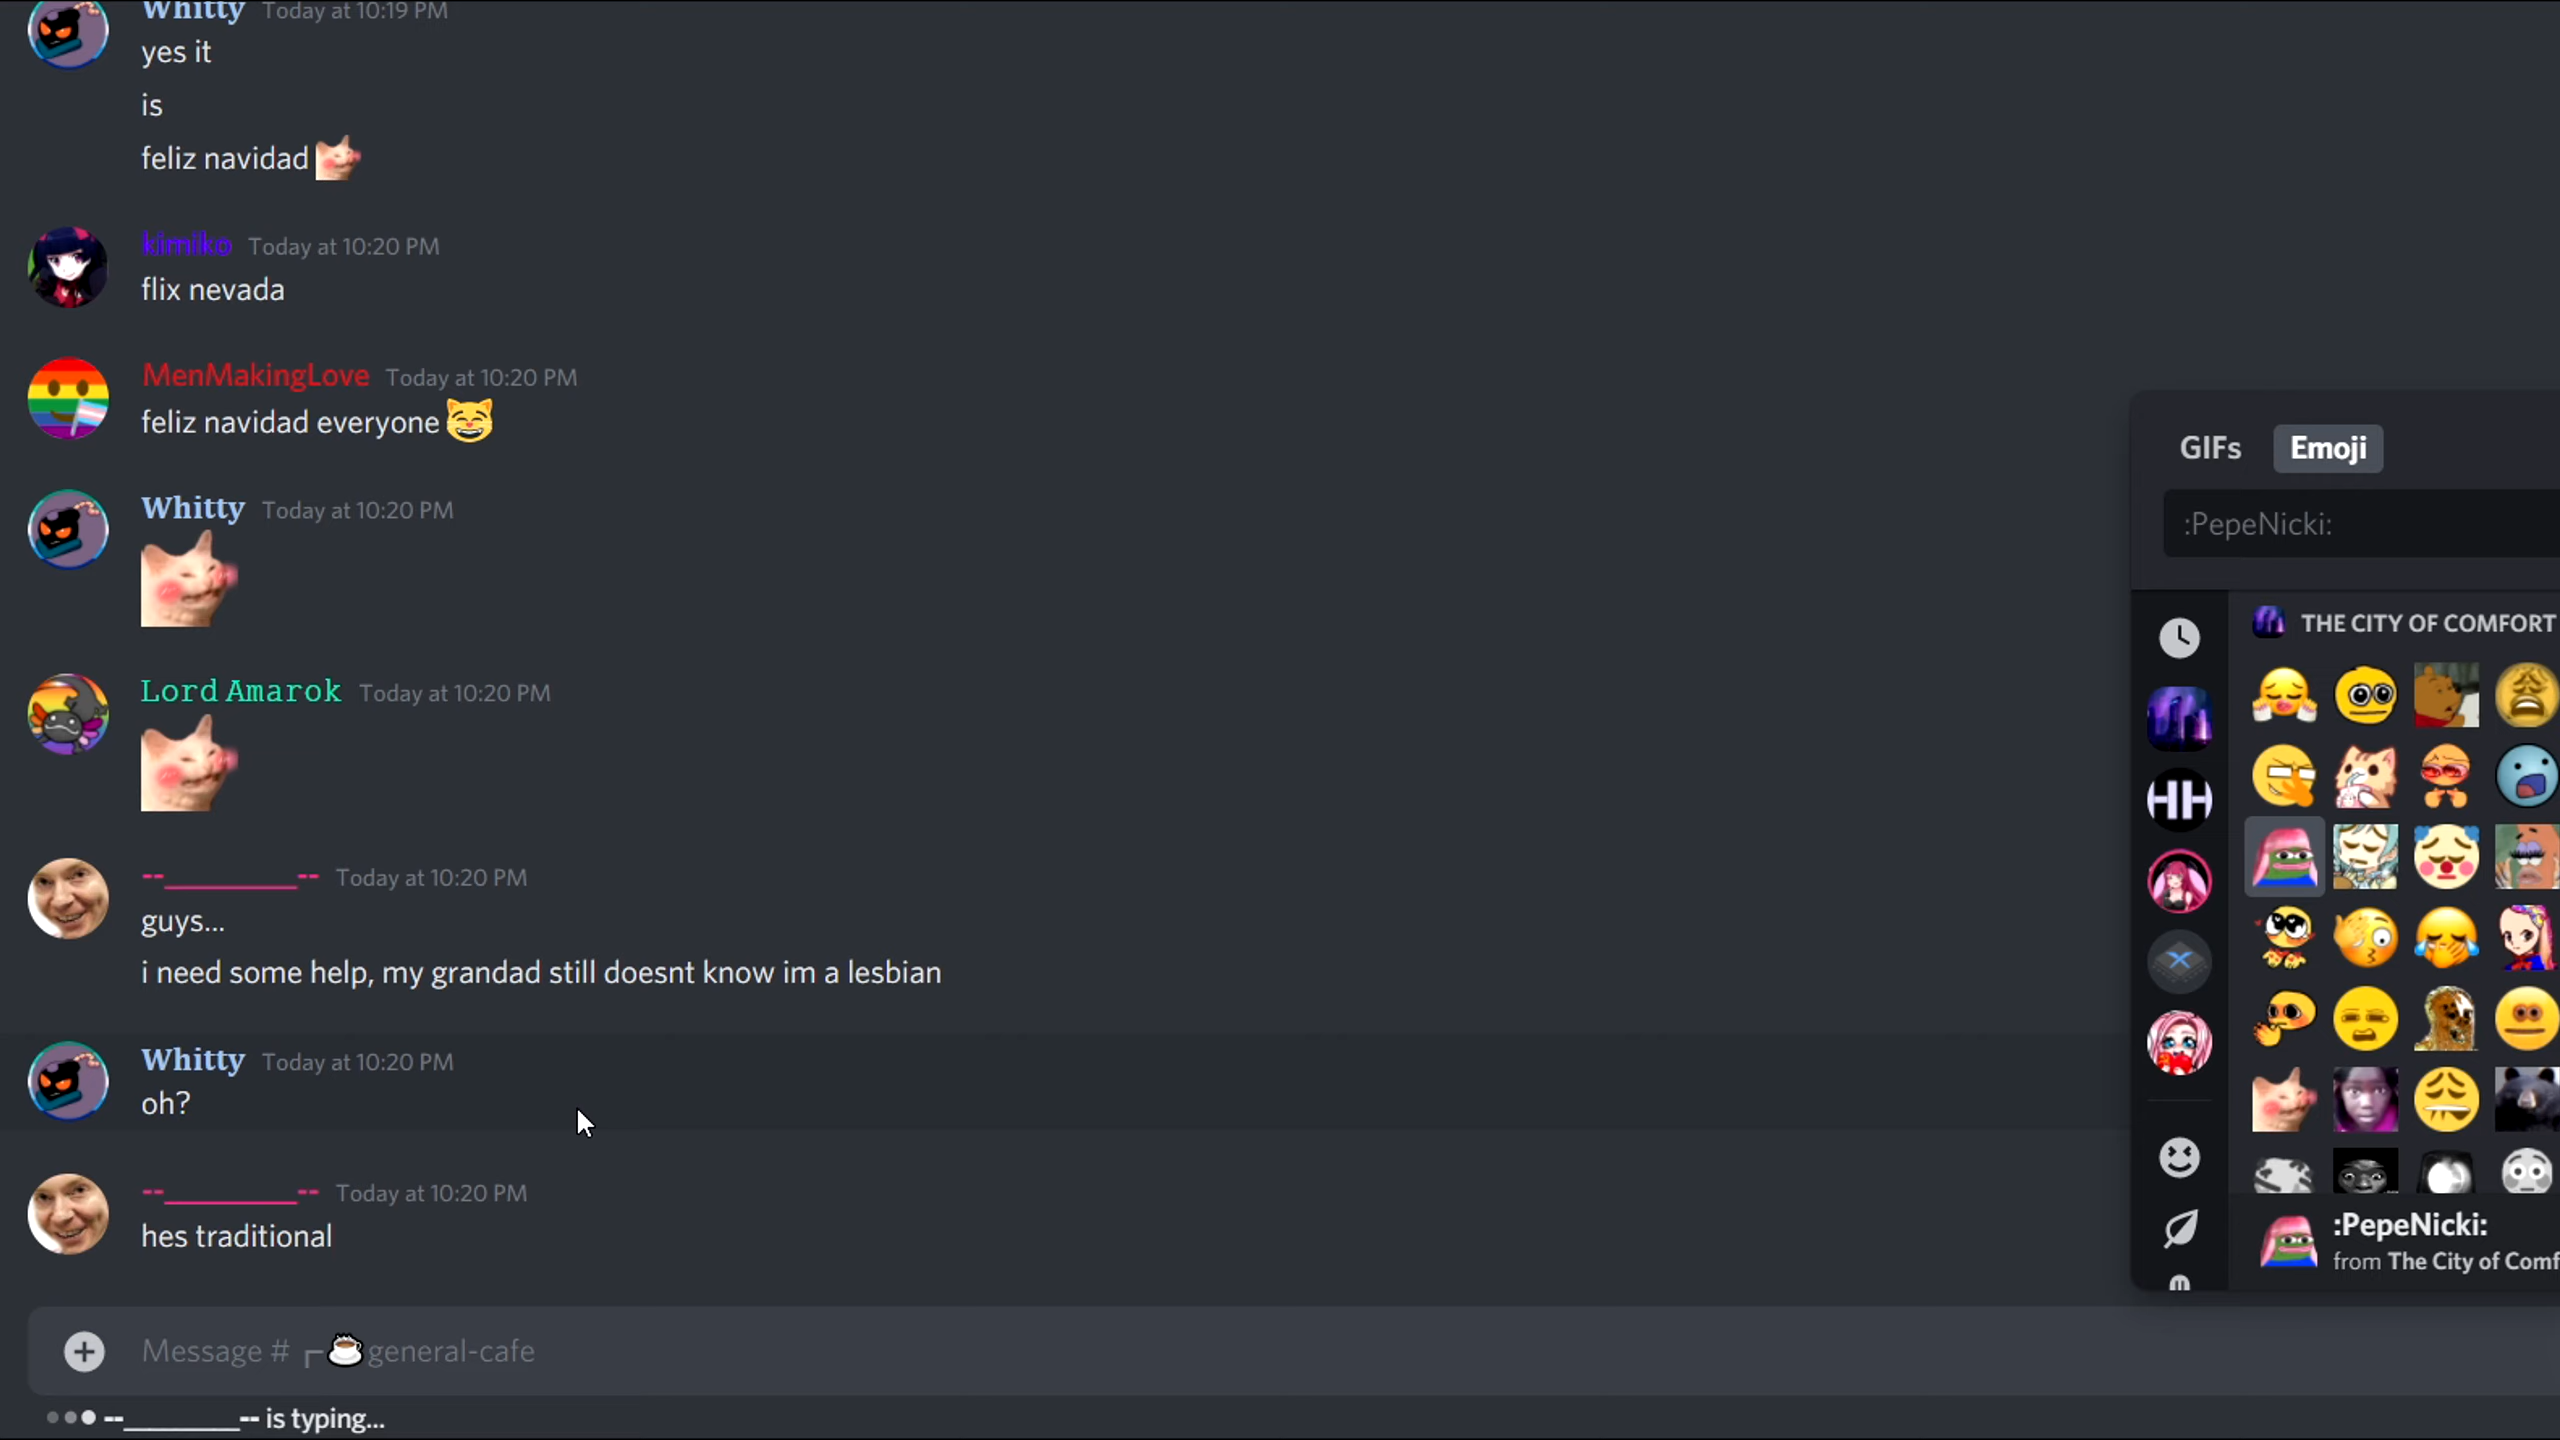 Whitty Today at 10:19 PM
yes it
is
feliz navidad
kimiko Today at 10:20 PM
flix nevada
MenMakingLove Today at 10:20 PM
feliz navidad everyone
Whitty Today at 10:20 PM
Lord Amarok Today at 10:20 PM
--_________-- Today at 10:20 PM
guys...
i need some help, my grandad still doesnt know im a lesbian
Whitty Today at 10:20 PM
oh?
--_________-- Today at 10:20 PM
hes traditional
Message # ┌☕general-cafe
--_________-- is typing...
GIFs Emoji
:PepeNicki:
THE CITY OF COMFORT
HH
:PepeNicki:
from The City of Comf